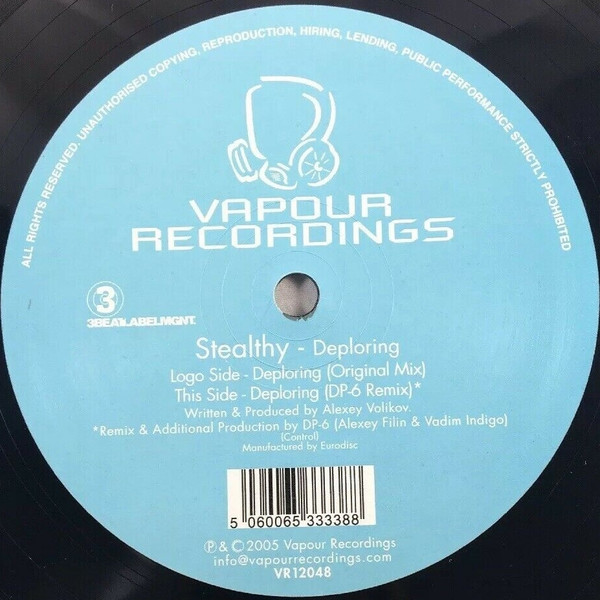 ALL RIGHTS RESERVED. UNAUTHORISED COPYING, REPRODUCTION, HIRING, LENDING, PUBLIC PERFORMANCE STRICTLY PROHIBITED
VAPOUR
RECORDINGS
3
3BEATLABELMGNT.
Stealthy - Deploring
Logo Side - Deploring (Original Mix)
This Side - Deploring (DP-6 Remix)*
Written & Produced by Alexey Volikov.
*Remix & Additional Production by DP-6 (Alexey Filin & Vadim Indigo)
(Control)
Manufactured by Eurodisc
5 060065 333388
℗ & © 2005 Vapour Recordings
info@vapourrecordings.com
VR12048